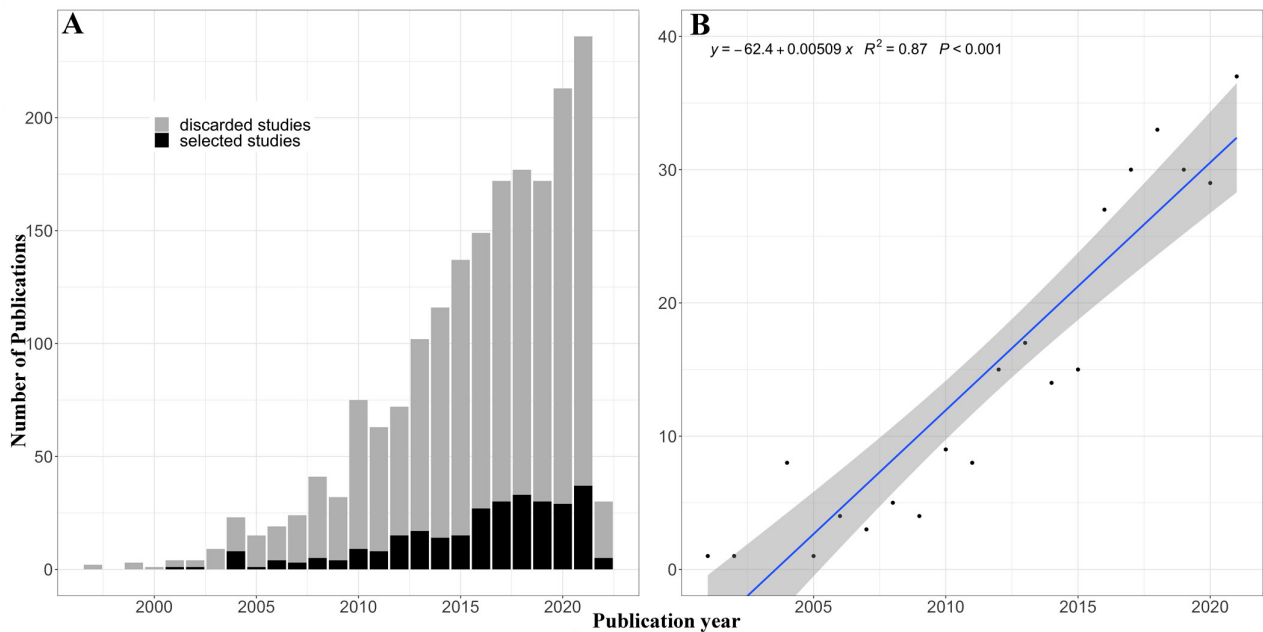 A
discarded studies
selected studies
Number of Publications
200
150
100
50
0
2000
2005
2010
2015
2020
B
y = −62.4 + 0.00509 x R² = 0.87 P < 0.001
40
30
20
10
0
2005
2010
2015
2020
Publication year